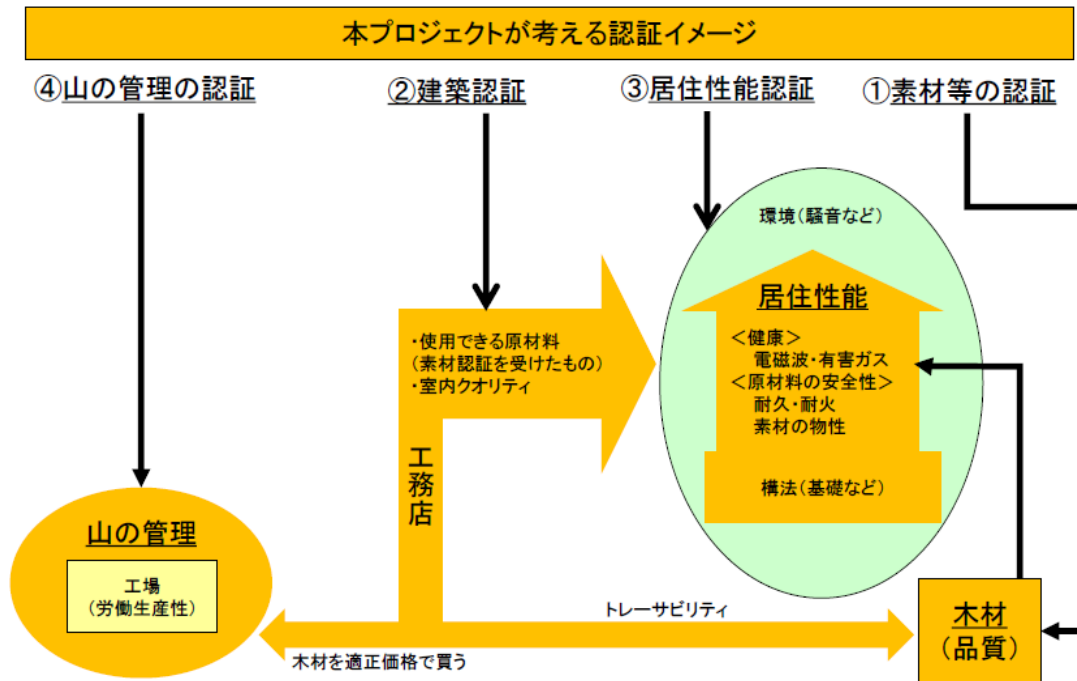 本プロジェクトが考える認証イメージ
④山の管理の認証
②建築認証
③居住性能認証
①素材等の認証
環境（騒音など）
居住性能
＜健康＞
電磁波・有害ガス
＜原材料の安全性＞
耐久・耐火
素材の物性
構法（基礎など）
・使用できる原材料
（素材認証を受けたもの）
・室内クオリティ
工務店
山の管理
工場
（労働生産性）
トレーサビリティ
木材を適正価格で買う
木材
（品質）